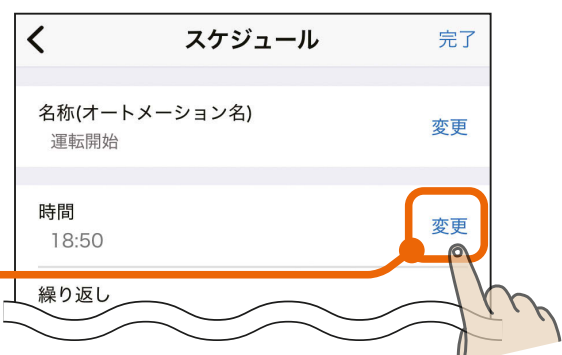 スケジュール 完了
名称(オートメーション名) 変更
運転開始
時間 変更
18:50
繰り返し